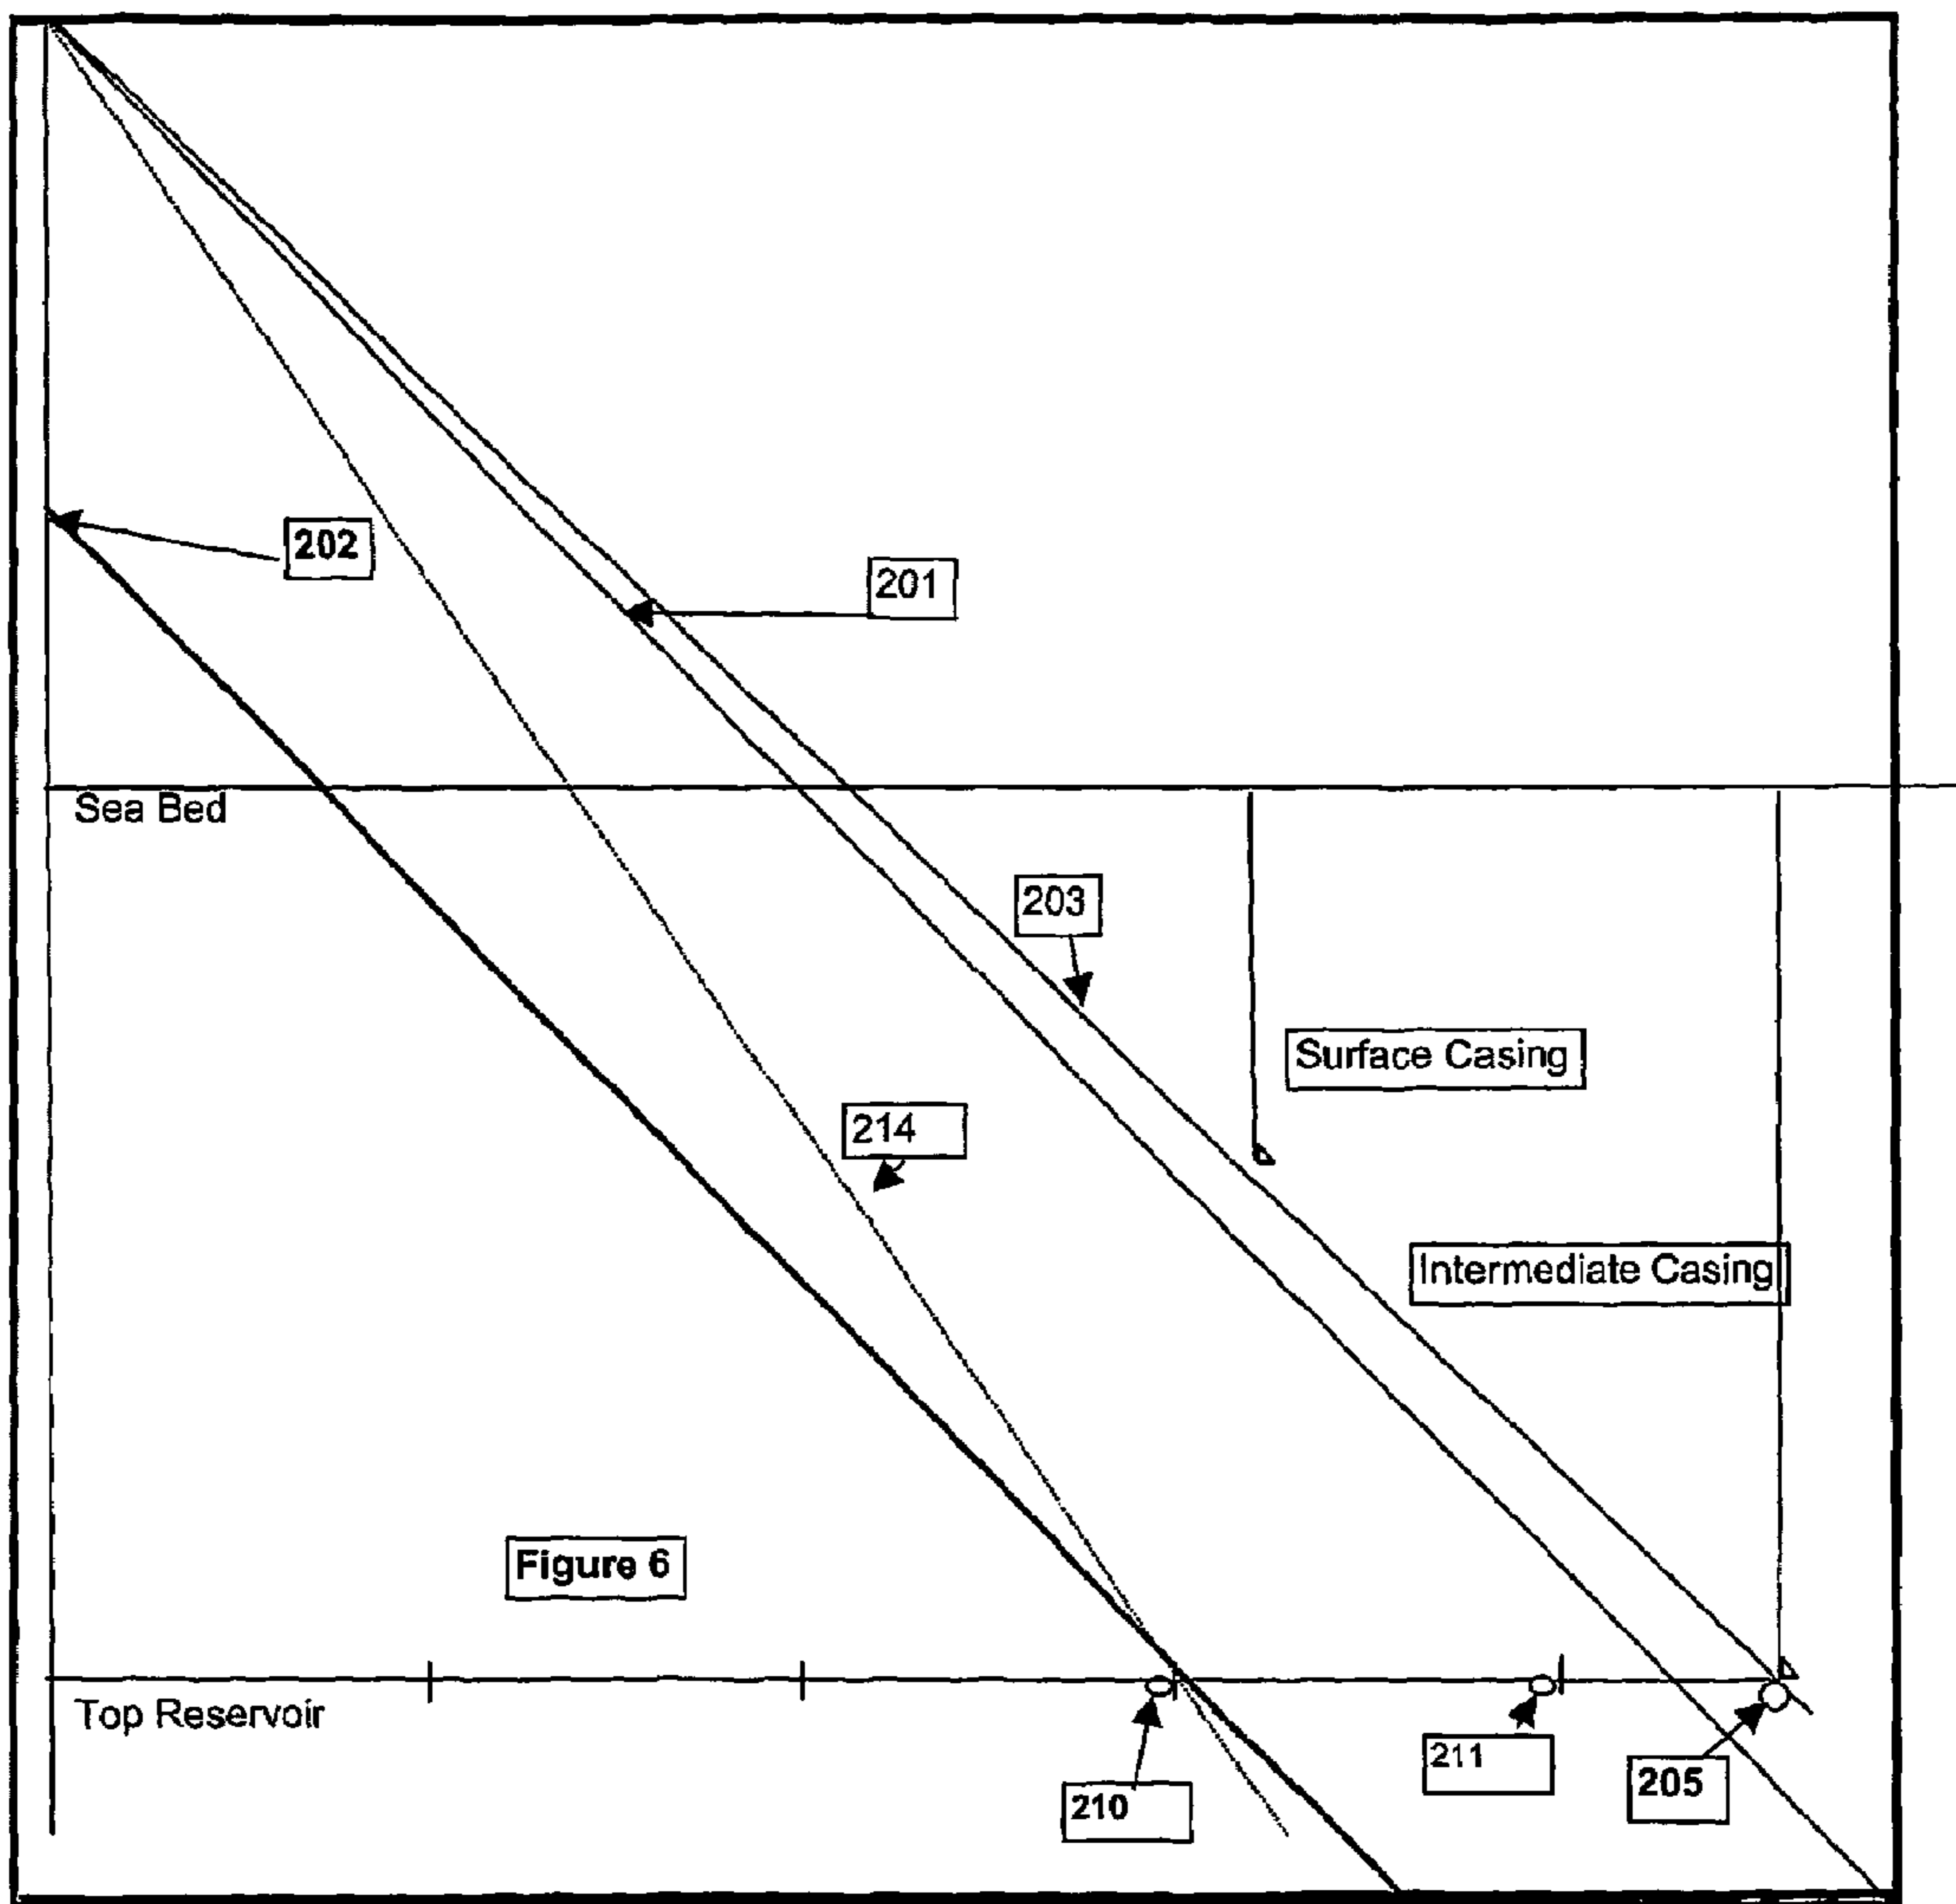 202
201
Sea Bed
203
Surface Casing
214
Intermediate Casing
Figure 6
Top Reservoir
211
205
210